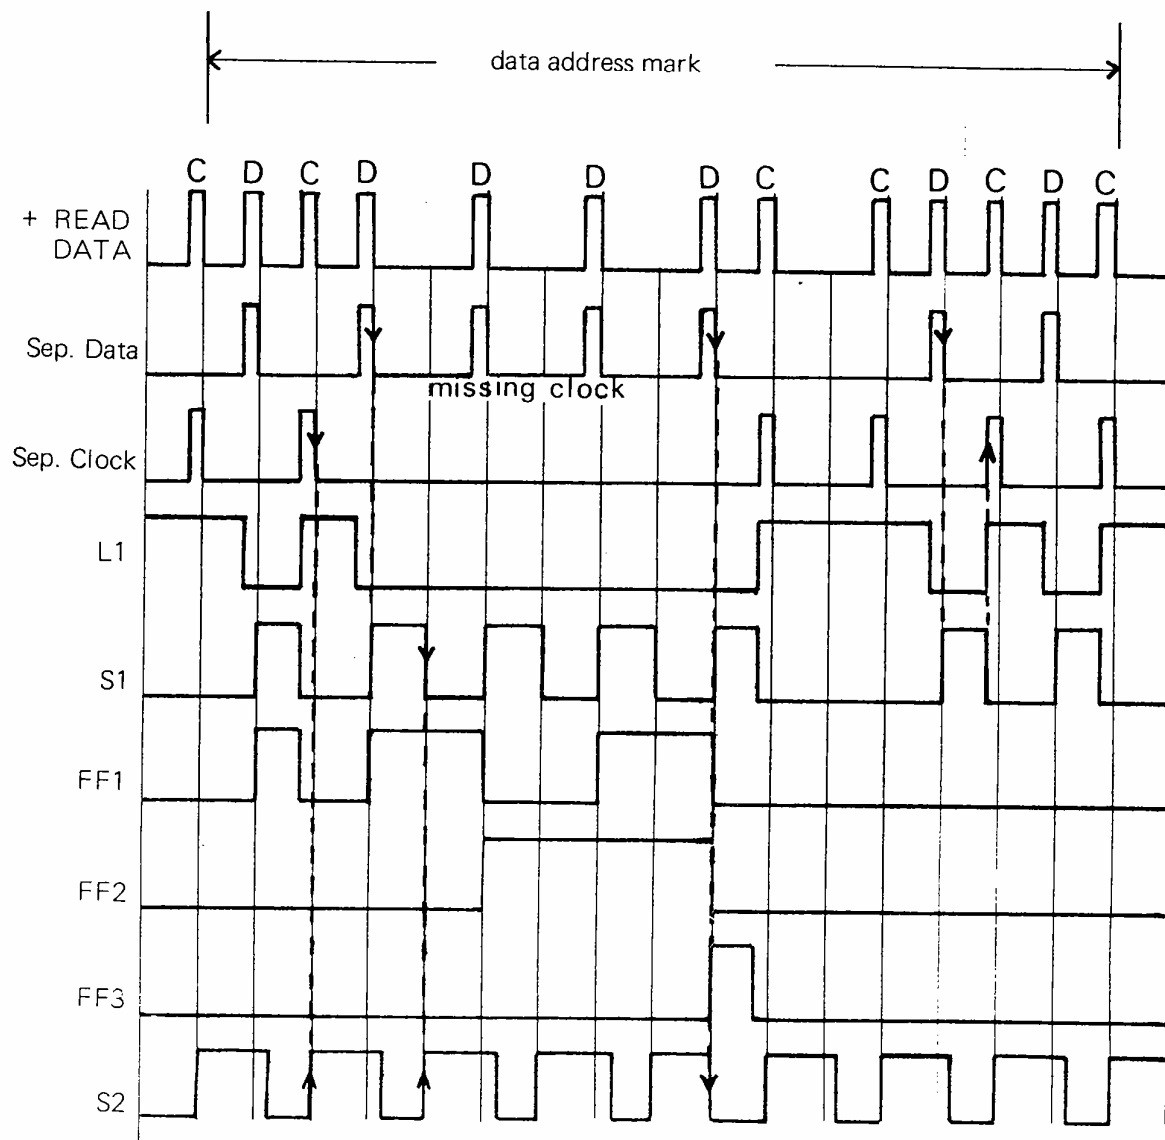 data address mark
C D C D D D D C C D C D C
+ READ
DATA
Sep. Data
missing clock
Sep. Clock
L1
S1
FF1
FF2
FF3
S2